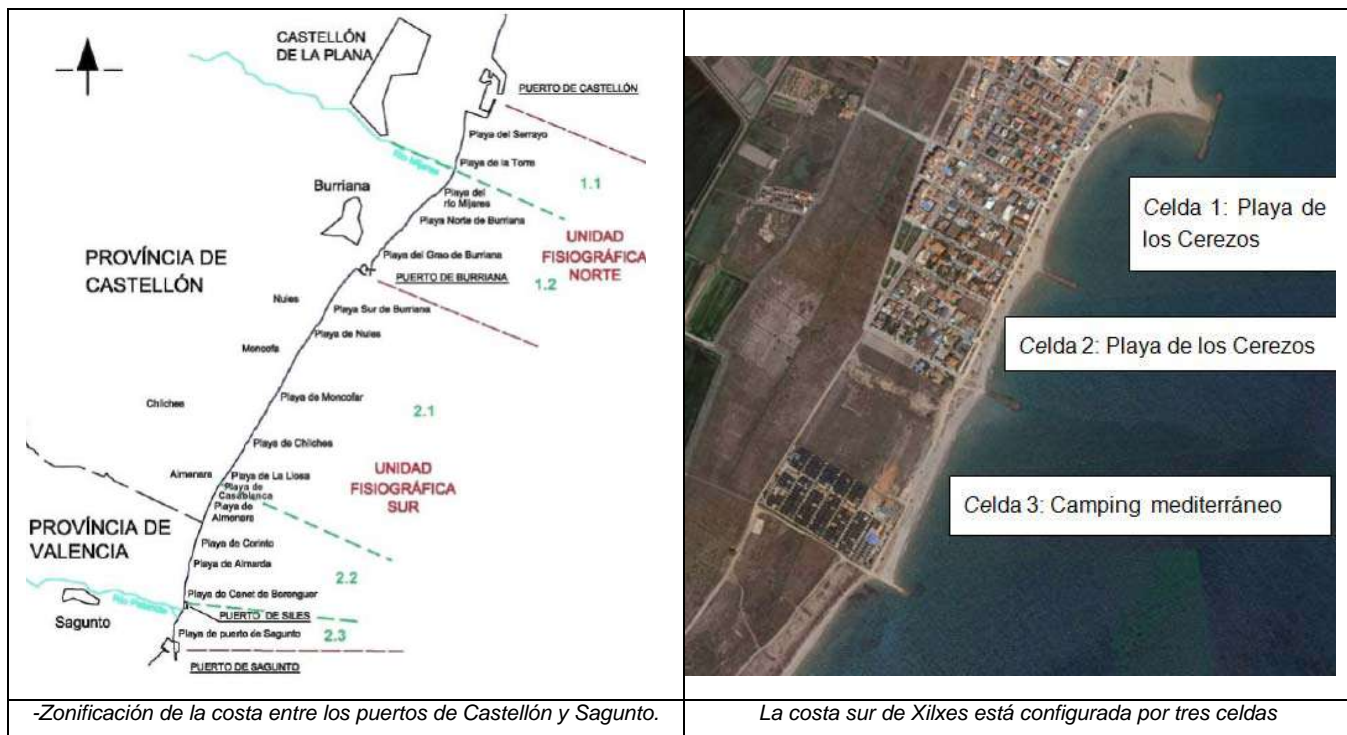 CASTELLÓN
DE LA PLANA
PUERTO DE CASTELLÓN
Playa del Serrayo
Río Mijares
Playa de la Torre
1.1
Burriana
Playa del
río Mijares
Playa Norte de Burriana
UNIDAD
FISIOGRÁFICA
NORTE
Playa del Grao de Burriana
PUERTO DE BURRIANA
1.2
PROVÍNCIA DE
CASTELLÓN
Nules
Playa Sur de Burriana
Playa de Nules
Moncofa
Playa de Moncofar
2.1
Chilches
Playa de Chilches
UNIDAD
FISIOGRÁFICA
SUR
Almenara
Playa de La Llosa
Playa de
Casablanca
Playa de
Almenara
PROVÍNCIA DE
VALENCIA
Playa de Corinto
Playa de Almarda
2.2
Playa de Canet de Berenguer
Río Palancia
PUERTO DE SILES
Sagunto
Playa de puerto de Sagunto
2.3
PUERTO DE SAGUNTO
-Zonificación de la costa entre los puertos de Castellón y Sagunto.
Celda 1: Playa de
los Cerezos
Celda 2: Playa de los Cerezos
Celda 3: Camping mediterráneo
La costa sur de Xilxes está configurada por tres celdas